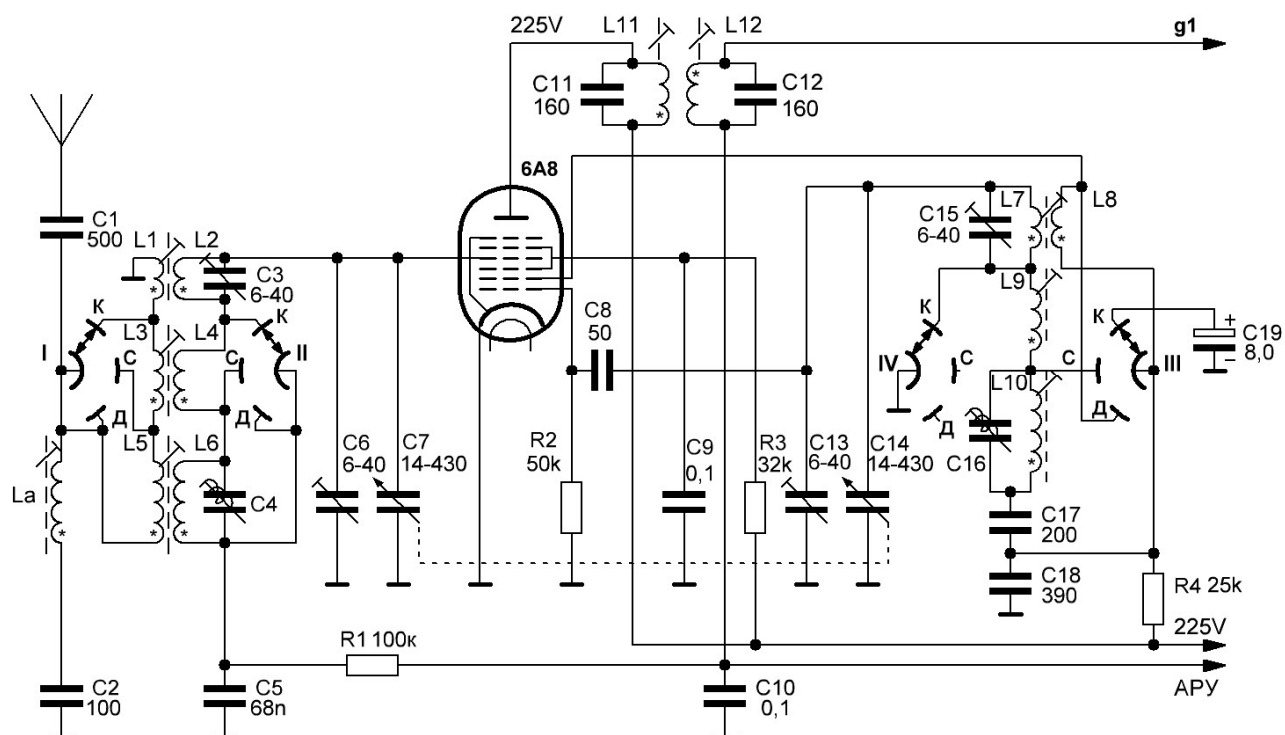 225V
L11
L12
g1
C11
160
C12
160
6A8
C1
500
L1
L2
C3
6-40
К
L3
L4
К
I
С
С
II
Д
Д
L5
L6
La
C4
C6
6-40
C7
14-430
C8
50
R2
50k
C9
0,1
R3
32k
C13
6-40
C14
14-430
C15
6-40
L7
L8
L9
К
К
C19
8,0
IV
С
L10
С
III
Д
Д
C16
C17
200
C18
390
R4 25k
225V
R1 100к
АРУ
C2
100
C5
68n
C10
0,1